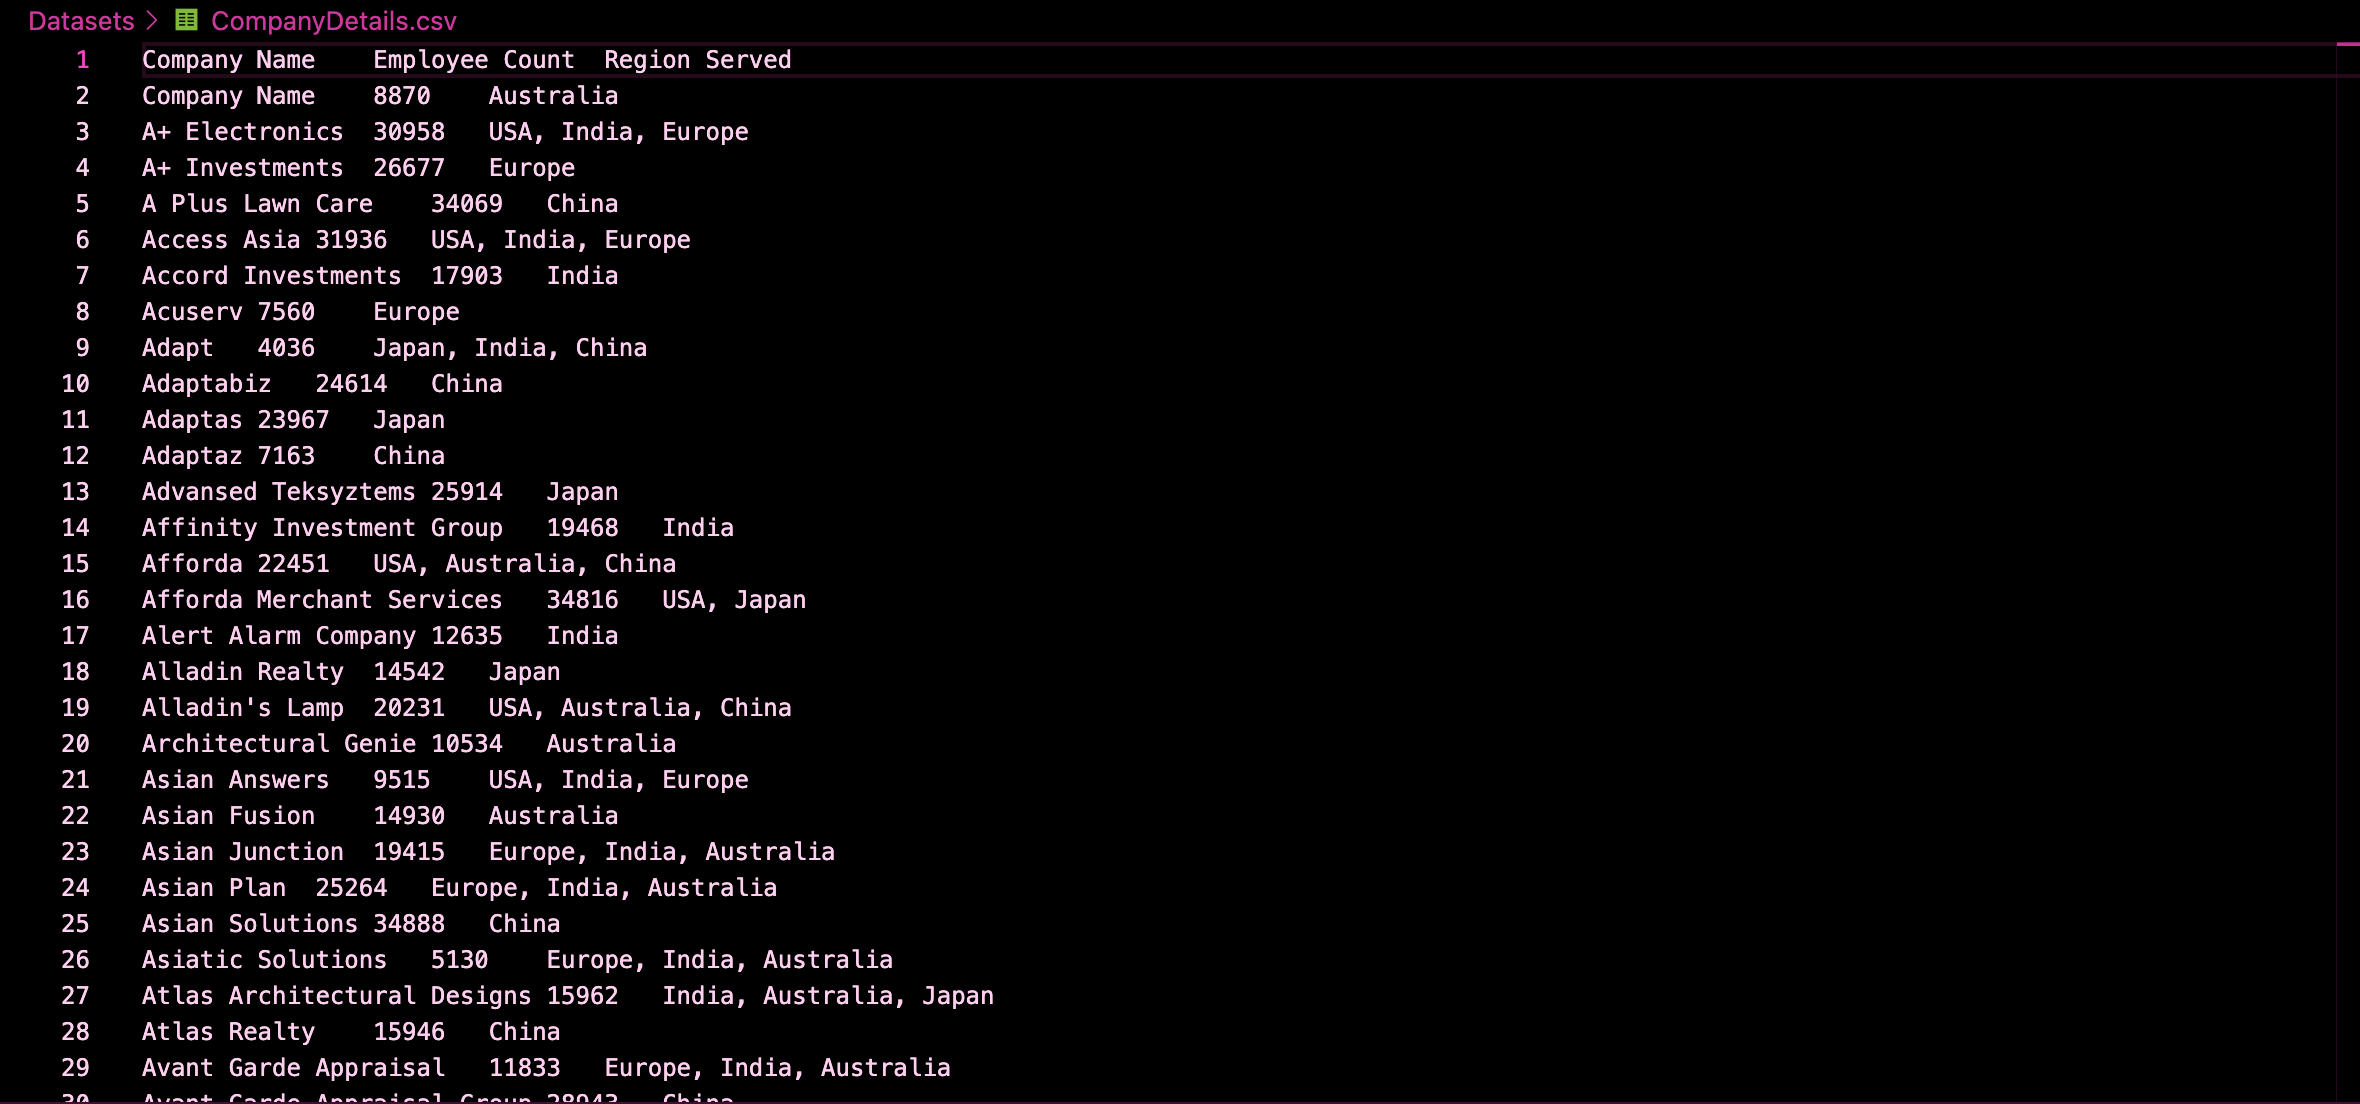 Datasets > CompanyDetails.csv
1 Company Name Employee Count Region Served
2 Company Name 8870 Australia
3 A+ Electronics 30958 USA, India, Europe
4 A+ Investments 26677 Europe
5 A Plus Lawn Care 34069 China
6 Access Asia 31936 USA, India, Europe
7 Accord Investments 17903 India
8 Acuserv 7560 Europe
9 Adapt 4036 Japan, India, China
10 Adaptabiz 24614 China
11 Adaptas 23967 Japan
12 Adaptaz 7163 China
13 Advansed Teksyztems 25914 Japan
14 Affinity Investment Group 19468 India
15 Afforda 22451 USA, Australia, China
16 Afforda Merchant Services 34816 USA, Japan
17 Alert Alarm Company 12635 India
18 Alladin Realty 14542 Japan
19 Alladin's Lamp 20231 USA, Australia, China
20 Architectural Genie 10534 Australia
21 Asian Answers 9515 USA, India, Europe
22 Asian Fusion 14930 Australia
23 Asian Junction 19415 Europe, India, Australia
24 Asian Plan 25264 Europe, India, Australia
25 Asian Solutions 34888 China
26 Asiatic Solutions 5130 Europe, India, Australia
27 Atlas Architectural Designs 15962 India, Australia, Japan
28 Atlas Realty 15946 China
29 Avant Garde Appraisal 11833 Europe, India, Australia
30 Avant Garde Appraisal Group 28943 China